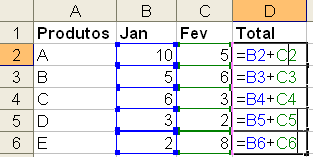 A B C D
1 Produtos Jan Fev Total
2 A 10 5 =B2+C2
3 B 5 6 =B3+C3
4 C 6 3 =B4+C4
5 D 3 2 =B5+C5
6 E 2 8 =B6+C6